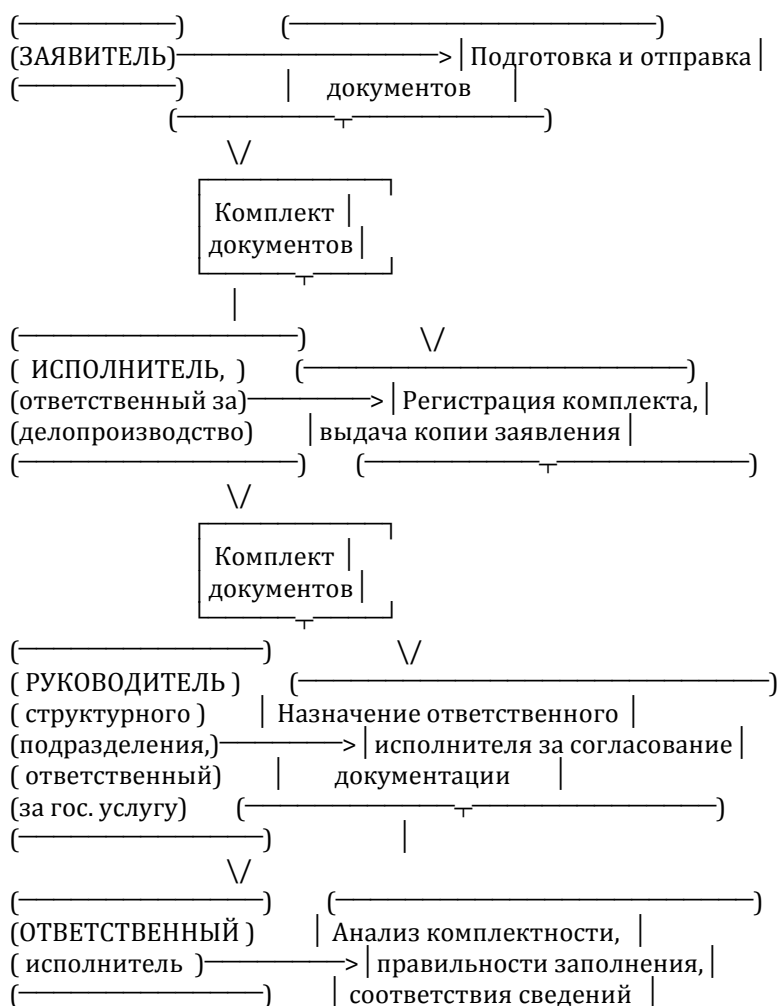 (ЗАЯВИТЕЛЬ)————————————> │Подготовка и отправка│
│ документов │
\/
│ Комплект │
│документов│
│
\/
( ИСПОЛНИТЕЛЬ, )
(ответственный за)——————> │Регистрация комплекта,│
(делопроизводство) │выдача копии заявления│
\/
│ Комплект │
│документов│
\/
( РУКОВОДИТЕЛЬ )
( структурного ) │ Назначение ответственного │
(подразделения,)——————> │исполнителя за согласование│
( ответственный) │ документации │
(за гос. услугу)
│
\/
(ОТВЕТСТВЕННЫЙ ) │ Анализ комплектности, │
( исполнитель )———————> │правильности заполнения,│
│ соответствия сведений │